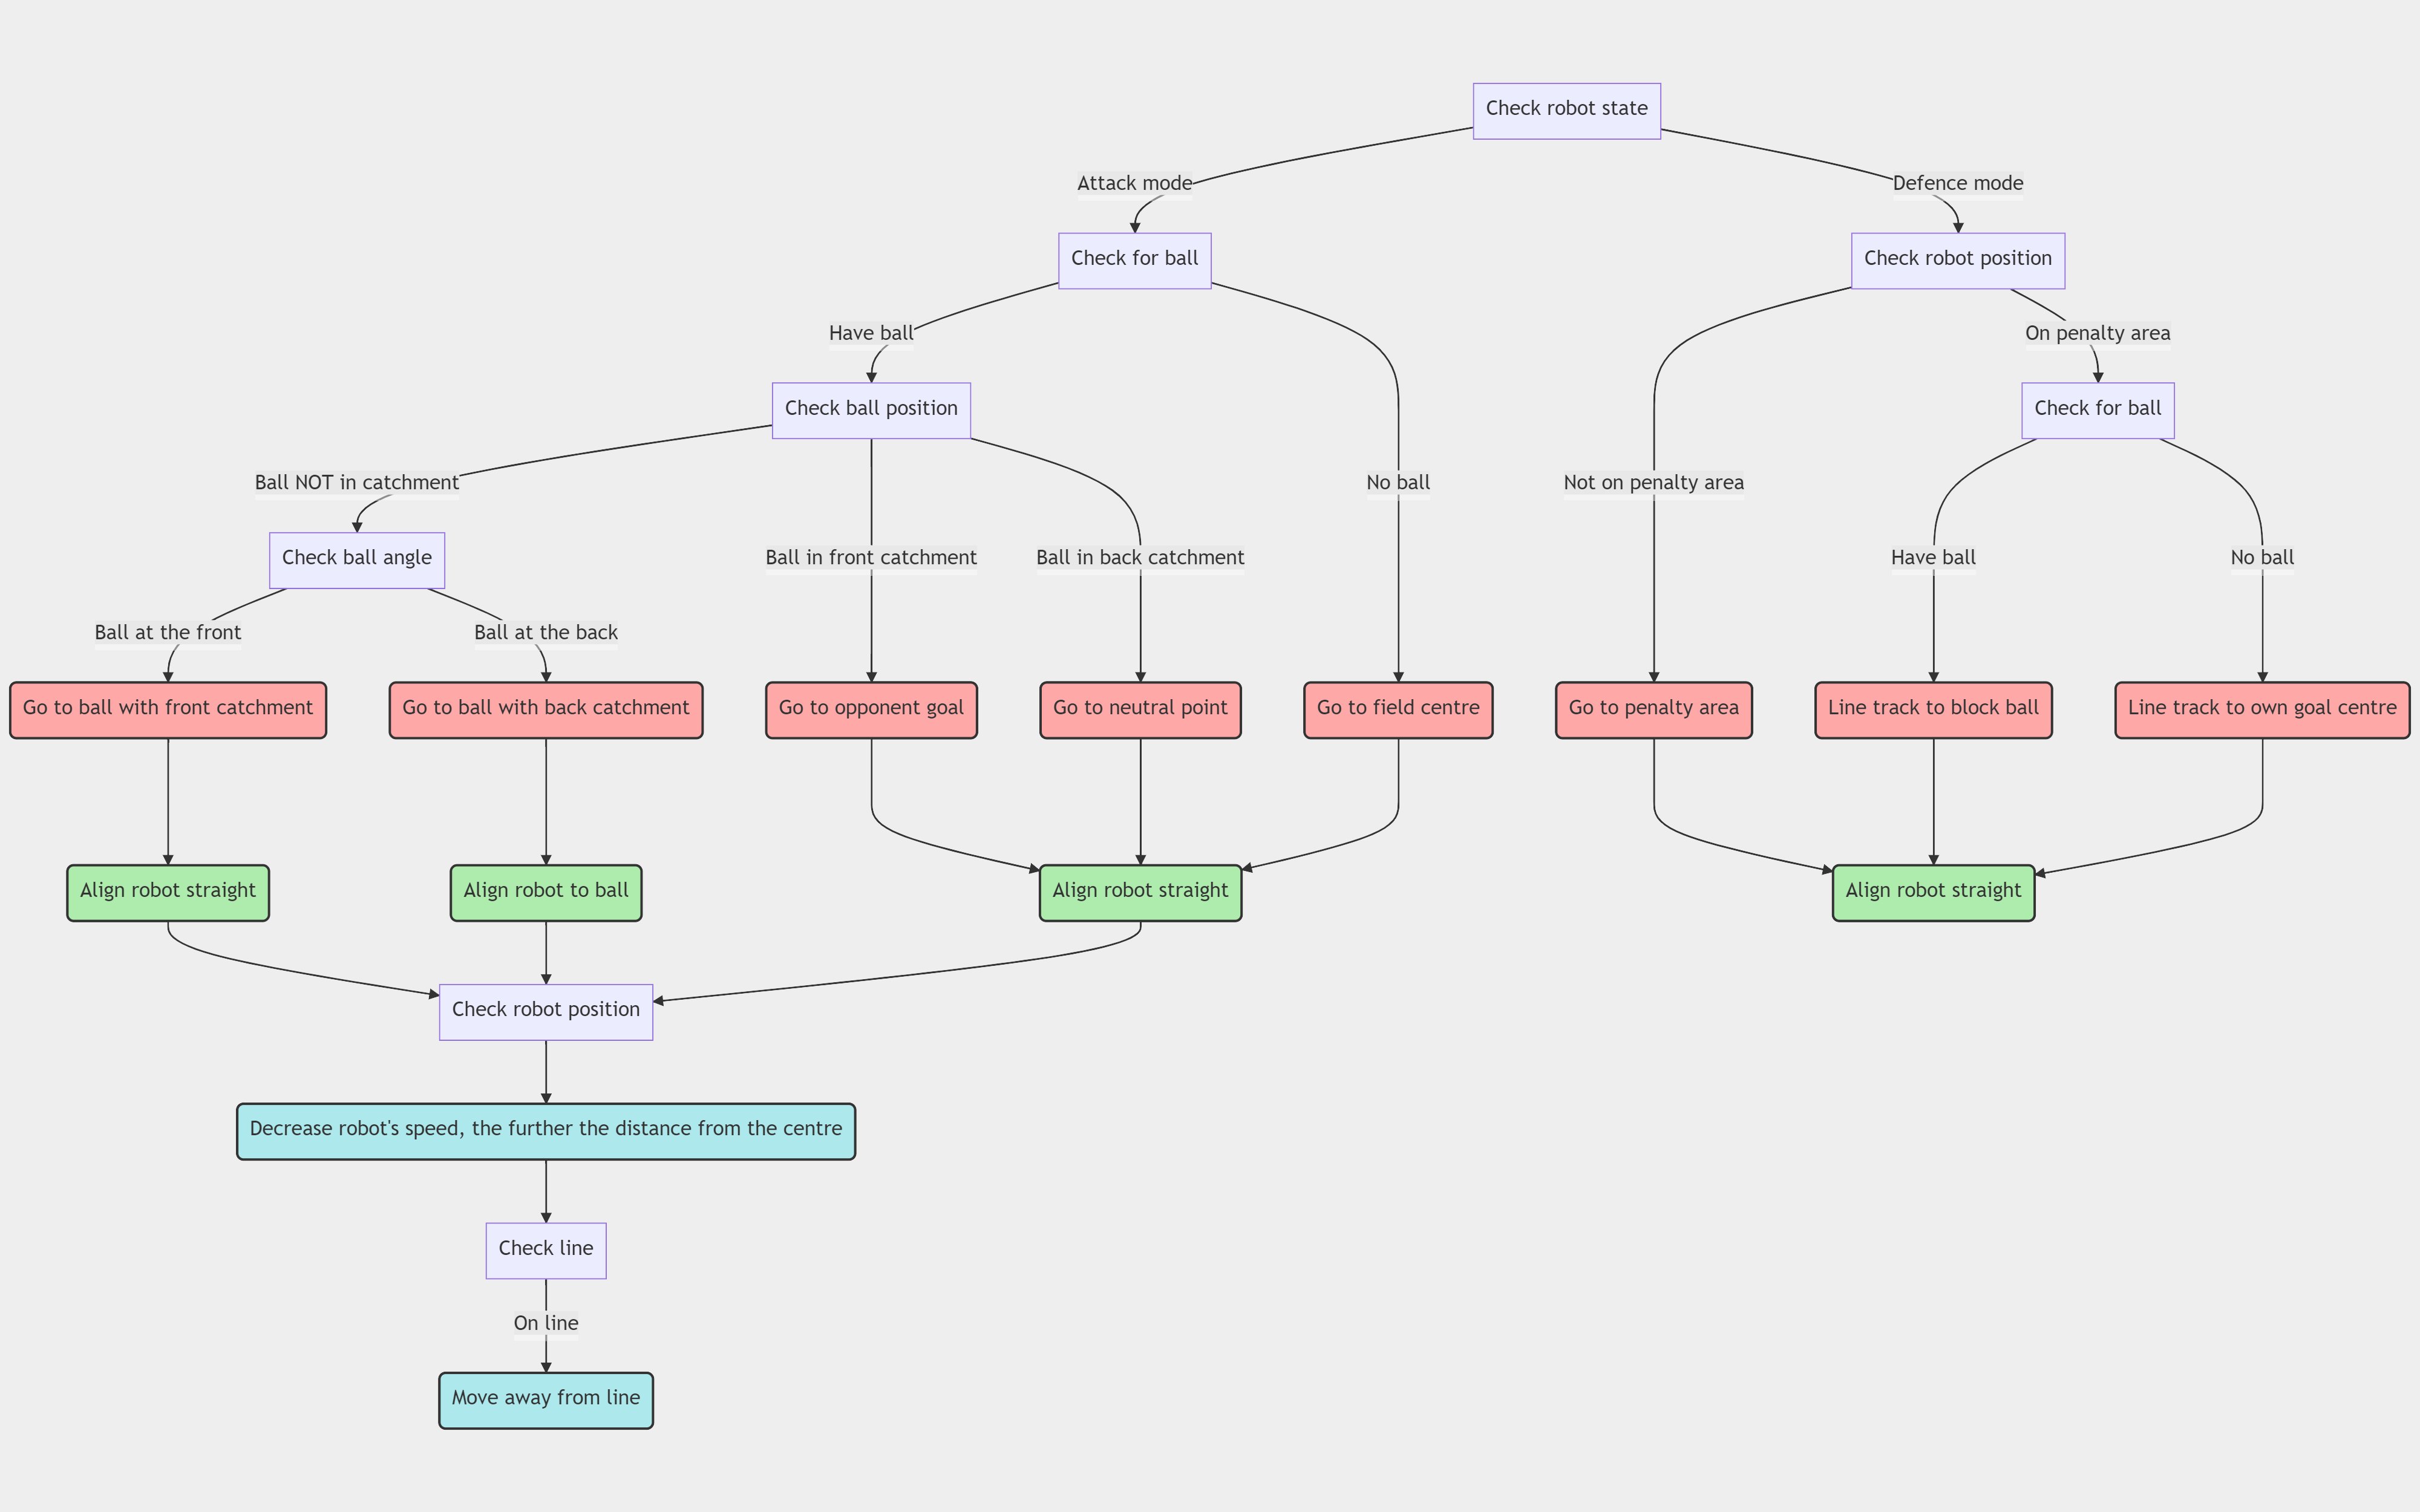 Check robot state
Attack mode
Defence mode
Check for ball
Check robot position
Have ball
On penalty area
Check ball position
Check for ball
Ball NOT in catchment
No ball
Not on penalty area
Check ball angle
Ball in front catchment
Ball in back catchment
Have ball
No ball
Ball at the front
Ball at the back
Go to ball with front catchment
Go to ball with back catchment
Go to opponent goal
Go to neutral point
Go to field centre
Go to penalty area
Line track to block ball
Line track to own goal centre
Align robot straight
Align robot to ball
Align robot straight
Align robot straight
Check robot position
Decrease robot's speed, the further the distance from the centre
Check line
On line
Move away from line